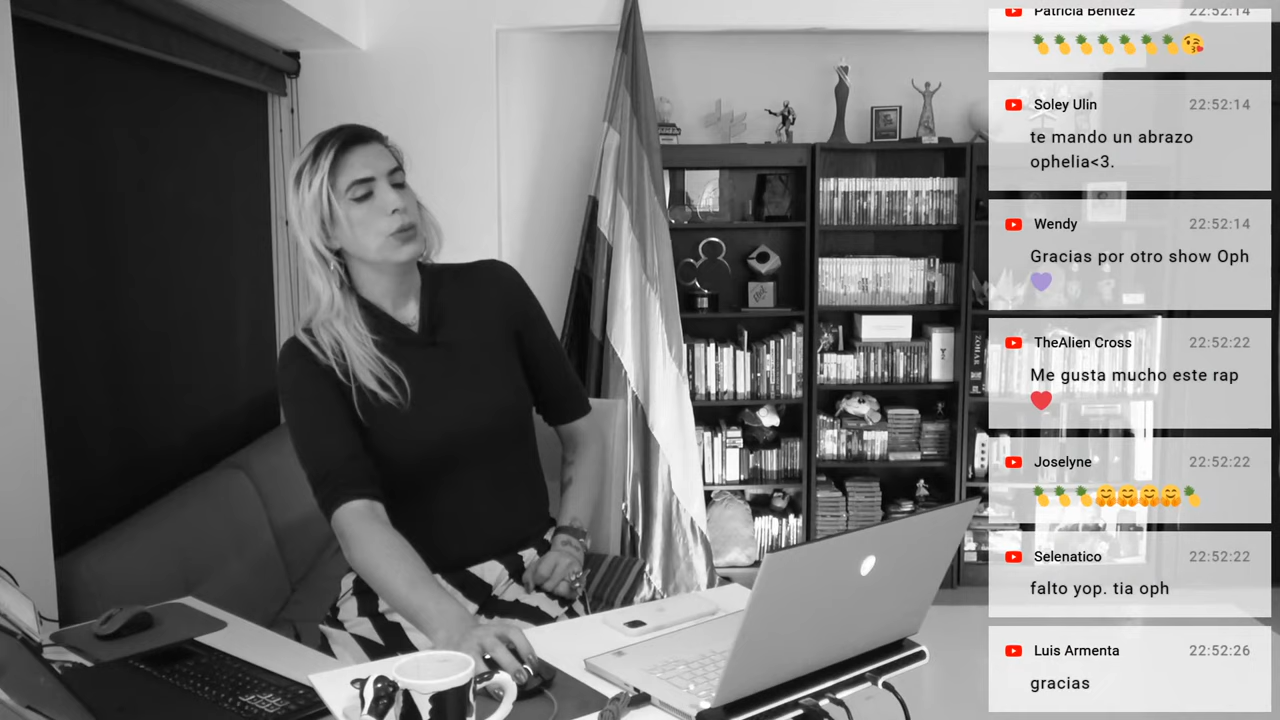 Patricia Benitez 22:52:14
🍍🍍🍍🍍🍍🍍🍍😘
Soley Ulin 22:52:14
te mando un abrazo
ophelia<3.
Wendy 22:52:14
Gracias por otro show Oph
💜
TheAlien Cross 22:52:22
Me gusta mucho este rap
❤️
Joselyne 22:52:22
🍍🍍🍍🤗🤗🤗🤗🍍
Selenatico 22:52:22
falto yop. tia oph
Luis Armenta 22:52:26
gracias